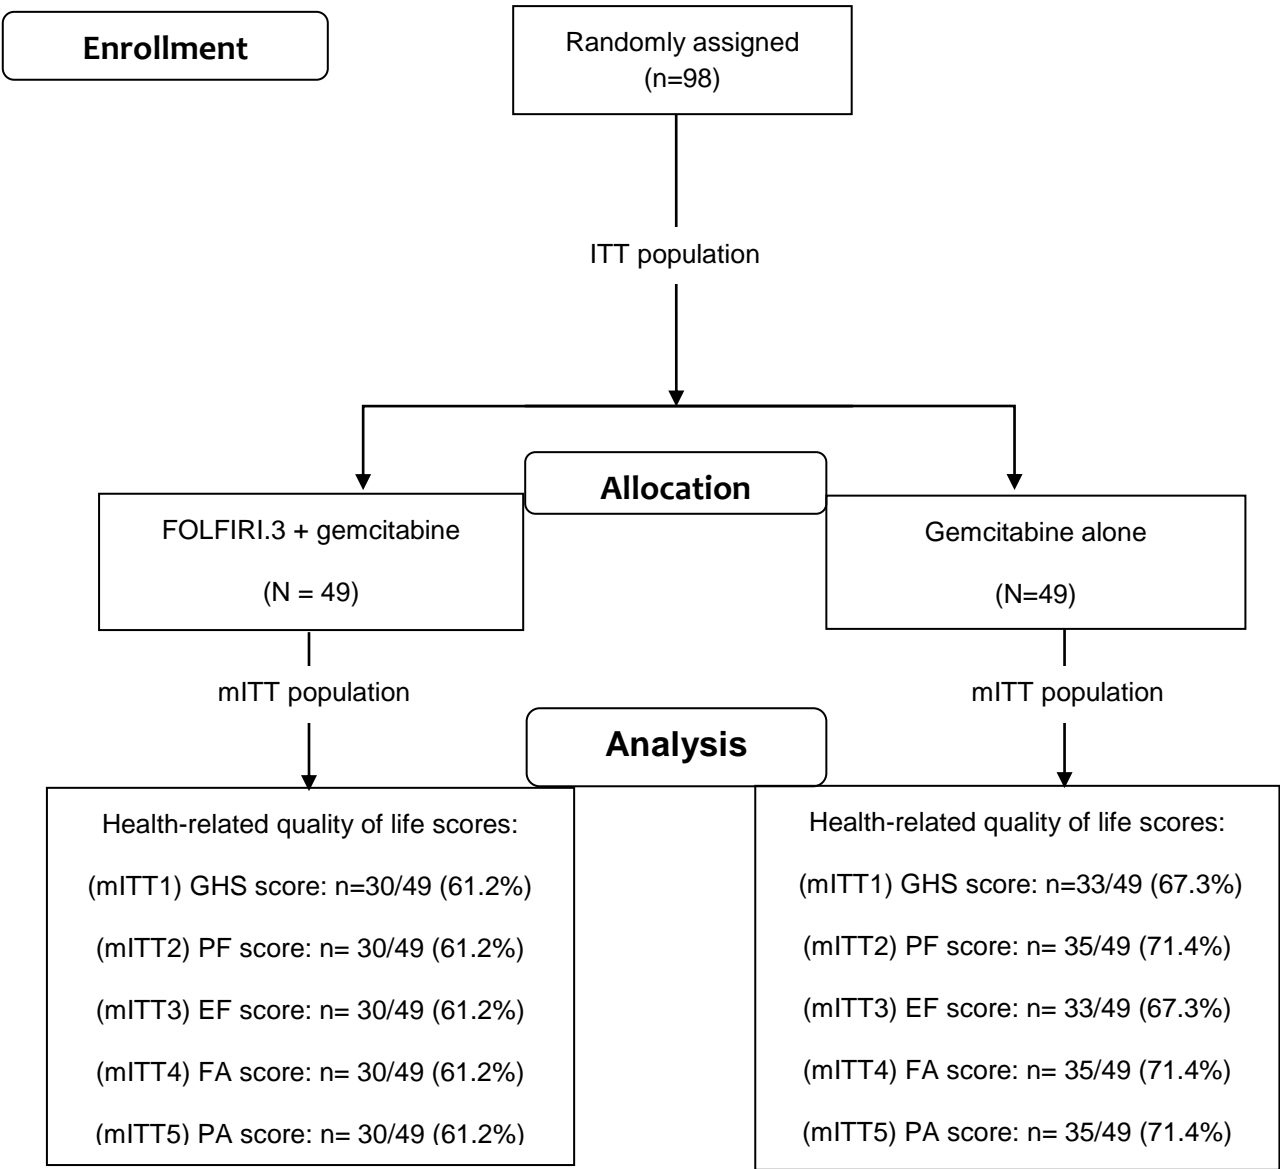 Enrollment
Randomly assigned
(n=98)
ITT population
Allocation
FOLFIRI.3 + gemcitabine
(N = 49)
Gemcitabine alone
(N=49)
mITT population
mITT population
Analysis
Health-related quality of life scores:
(mITT1) GHS score: n=30/49 (61.2%)
(mITT2) PF score: n= 30/49 (61.2%)
(mITT3) EF score: n= 30/49 (61.2%)
(mITT4) FA score: n= 30/49 (61.2%)
(mITT5) PA score: n= 30/49 (61.2%)
Health-related quality of life scores:
(mITT1) GHS score: n=33/49 (67.3%)
(mITT2) PF score: n= 35/49 (71.4%)
(mITT3) EF score: n= 33/49 (67.3%)
(mITT4) FA score: n= 35/49 (71.4%)
(mITT5) PA score: n= 35/49 (71.4%)